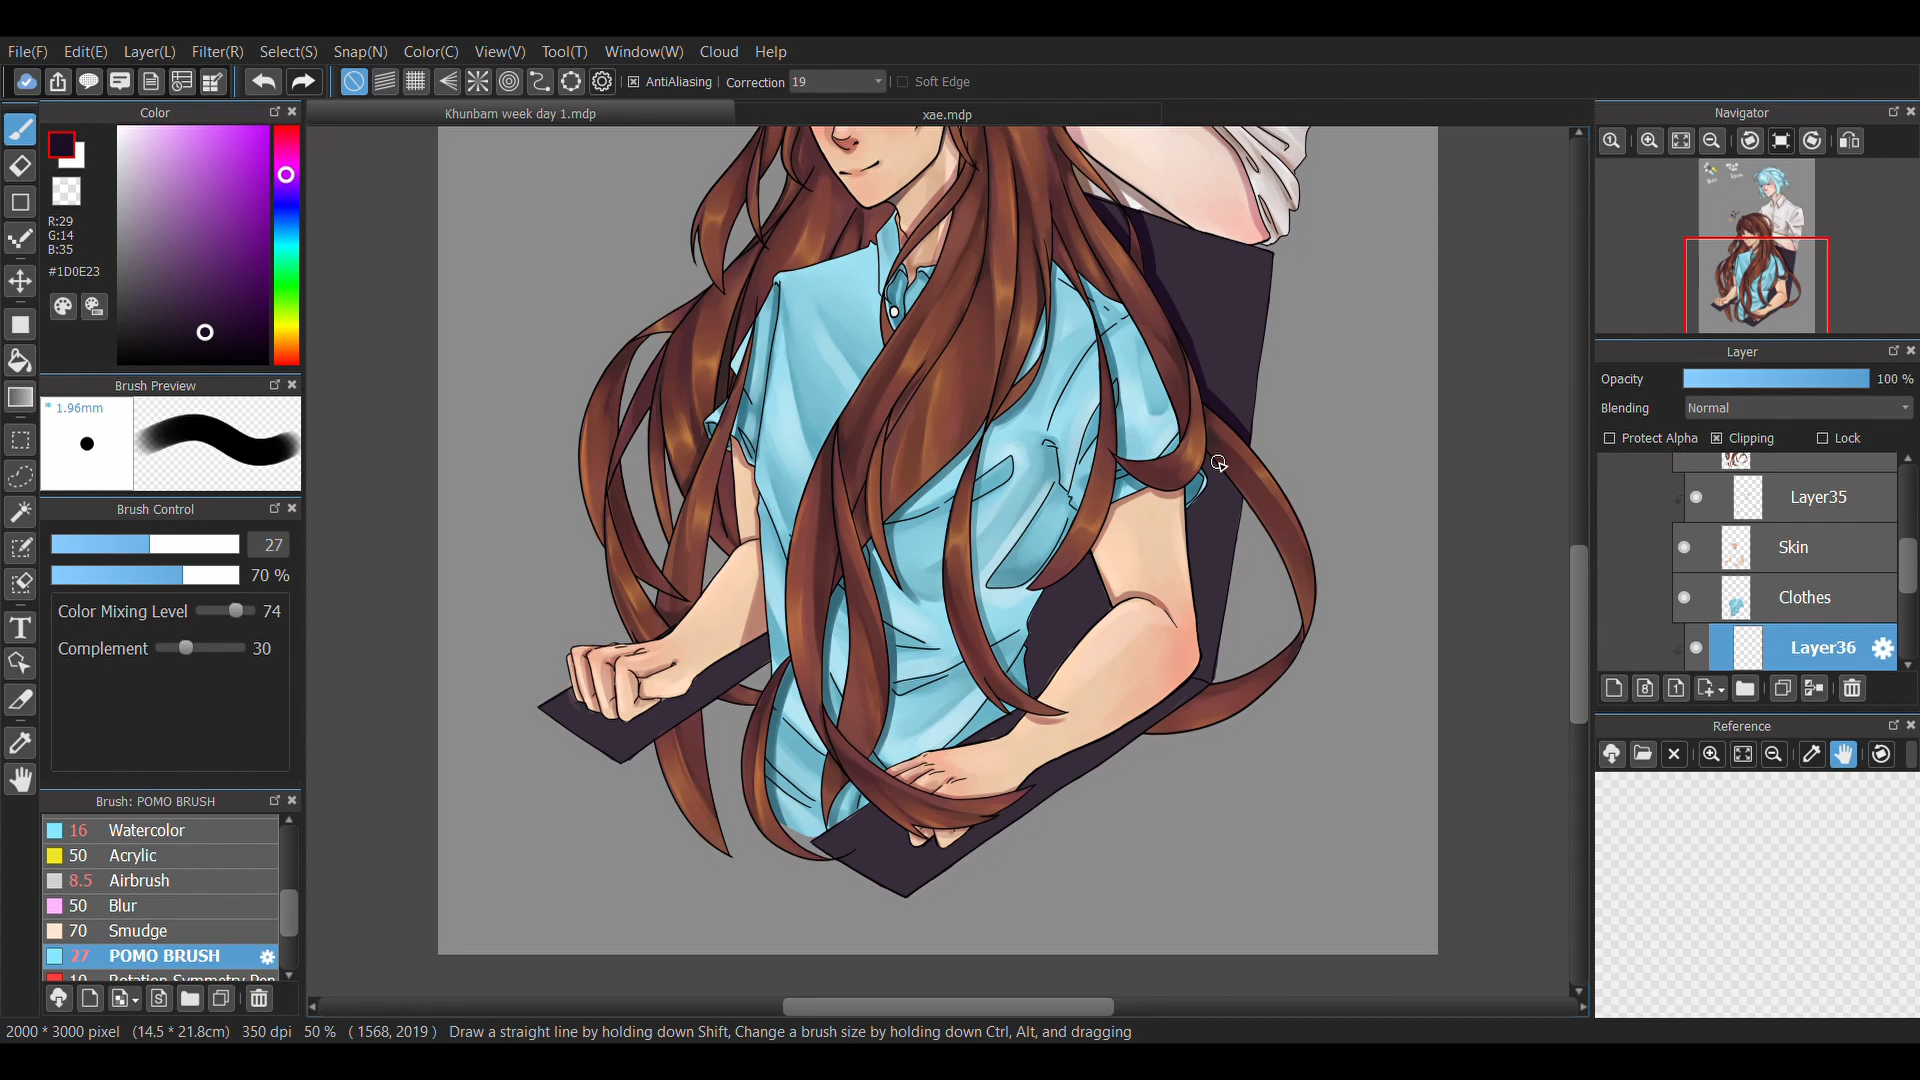 File(F) Edit(E) Layer(L) Filter(R) Select(S) Snap(N) Color(C) View(V) Tool(T) Window(W) Cloud Help
AntiAliasing Correction 19 Soft Edge
Color
Khunbam week day 1.mdp
xae.mdp
Navigator
R:29
G:14
B:35
#1D0E23
Layer
Opacity 100 %
Brush Preview
* 1.96mm
Blending Normal
Protect Alpha Clipping Lock
Layer35
Brush Control
27
Skin
70 %
Clothes
Color Mixing Level 74
Complement 30
Layer36
Reference
Brush: POMO BRUSH
16 Watercolor
50 Acrylic
8.5 Airbrush
50 Blur
70 Smudge
27 POMO BRUSH
10 Rotation Symmetry Pen
2000 * 3000 pixel (14.5 * 21.8cm) 350 dpi 50 % ( 1568, 2019 ) Draw a straight line by holding down Shift, Change a brush size by holding down Ctrl, Alt, and dragging